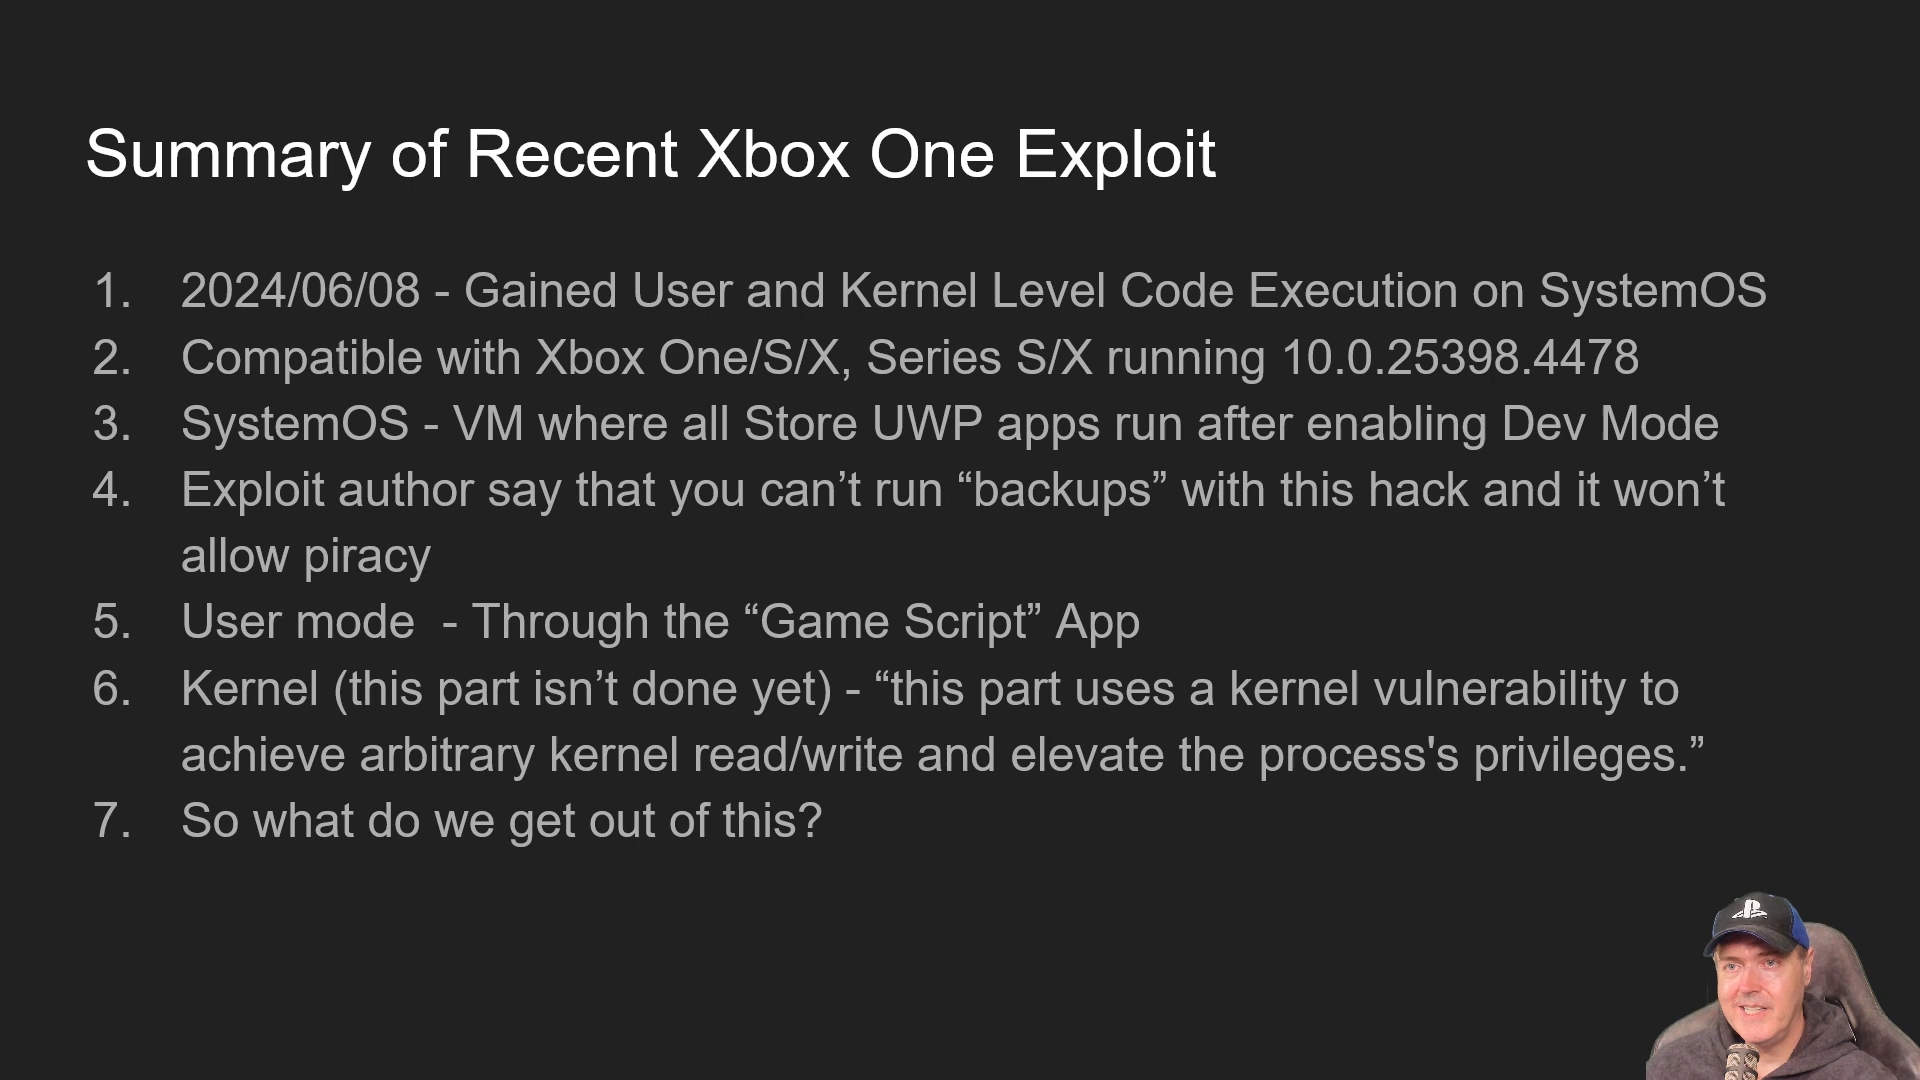 Summary of Recent Xbox One Exploit
1. 2024/06/08 - Gained User and Kernel Level Code Execution on SystemOS
2. Compatible with Xbox One/S/X, Series S/X running 10.0.25398.4478
3. SystemOS - VM where all Store UWP apps run after enabling Dev Mode
4. Exploit author say that you can’t run “backups” with this hack and it won’t
allow piracy
5. User mode  - Through the “Game Script” App
6. Kernel (this part isn’t done yet) - “this part uses a kernel vulnerability to
achieve arbitrary kernel read/write and elevate the process's privileges.”
7. So what do we get out of this?